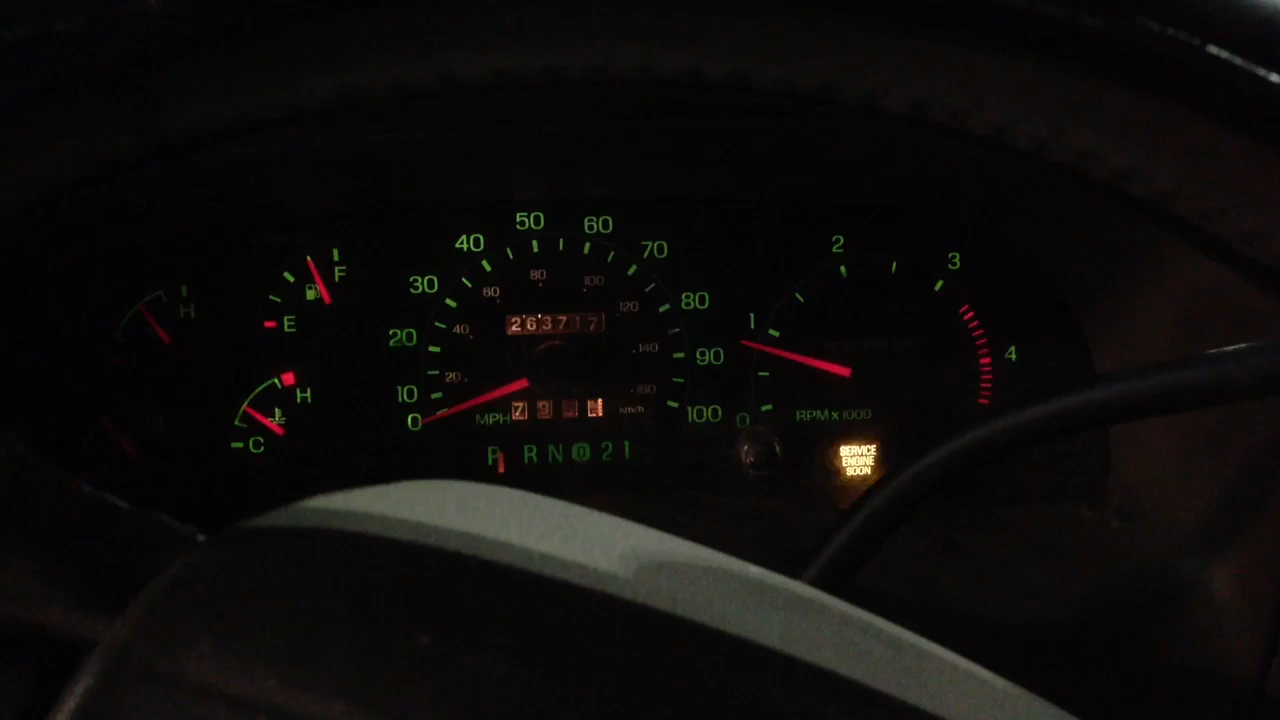 H
F
E
H
C
50
40 60
30 70
20 80
10 90
0 100
80
60 100
40 120
20 140
160
263717
MPH km/h
P R N D 2 1
2
1 3
0 4
RPM x 1000
SERVICE
ENGINE
SOON